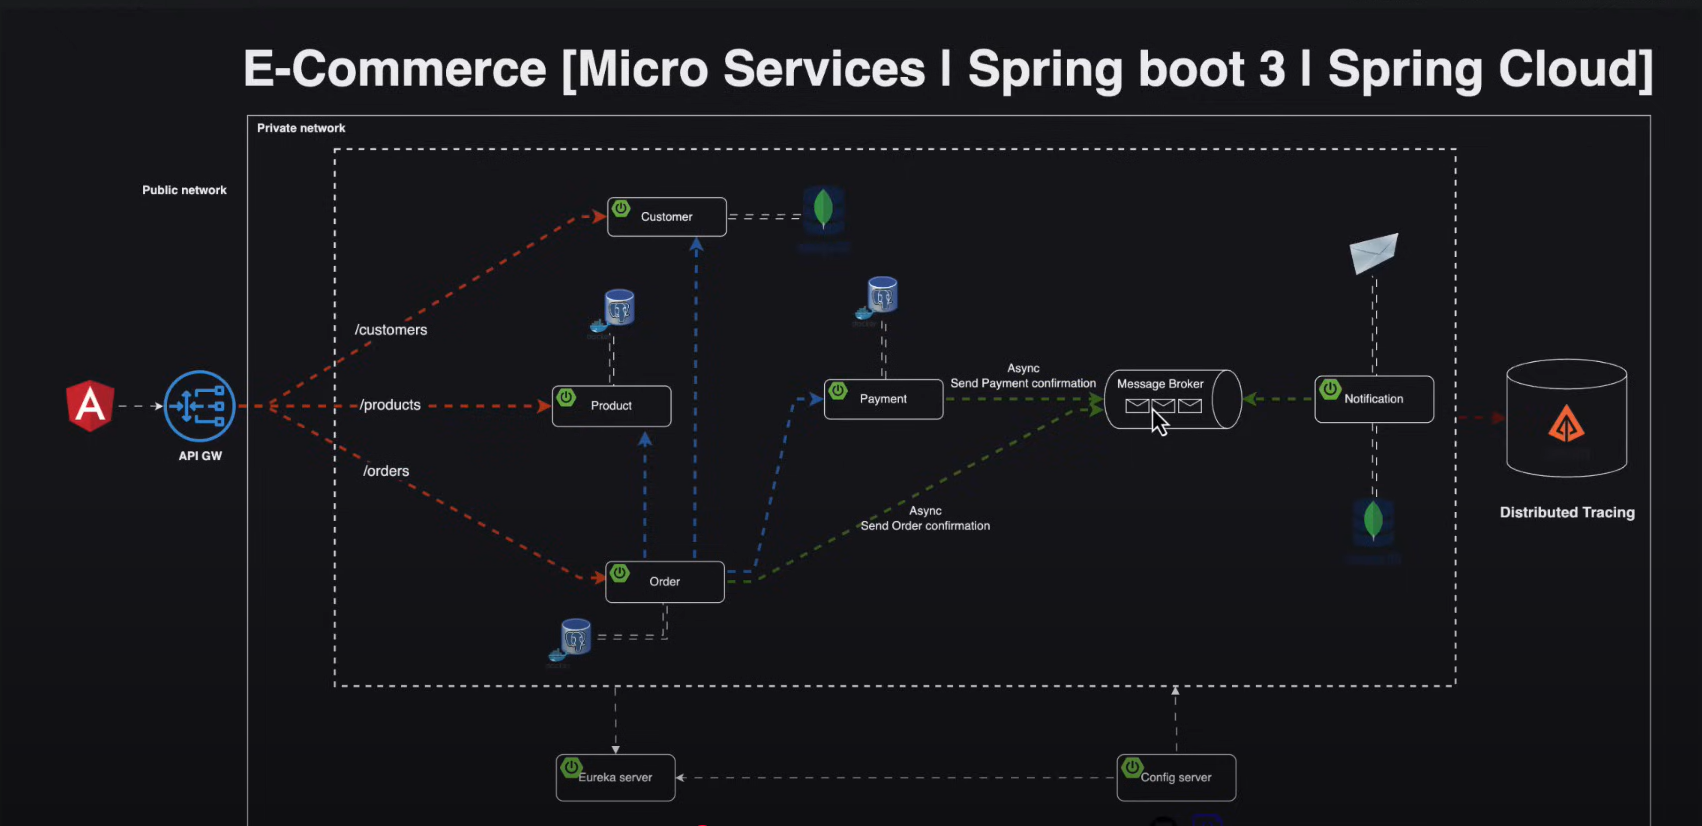 E-Commerce [Micro Services | Spring boot 3 | Spring Cloud]
Private network
Public network
Customer
/customers
Product
/products
API GW
/orders
Payment
Async
Send Payment confirmation
Message Broker
Notification
Async
Send Order confirmation
Order
Distributed Tracing
Eureka server
Config server